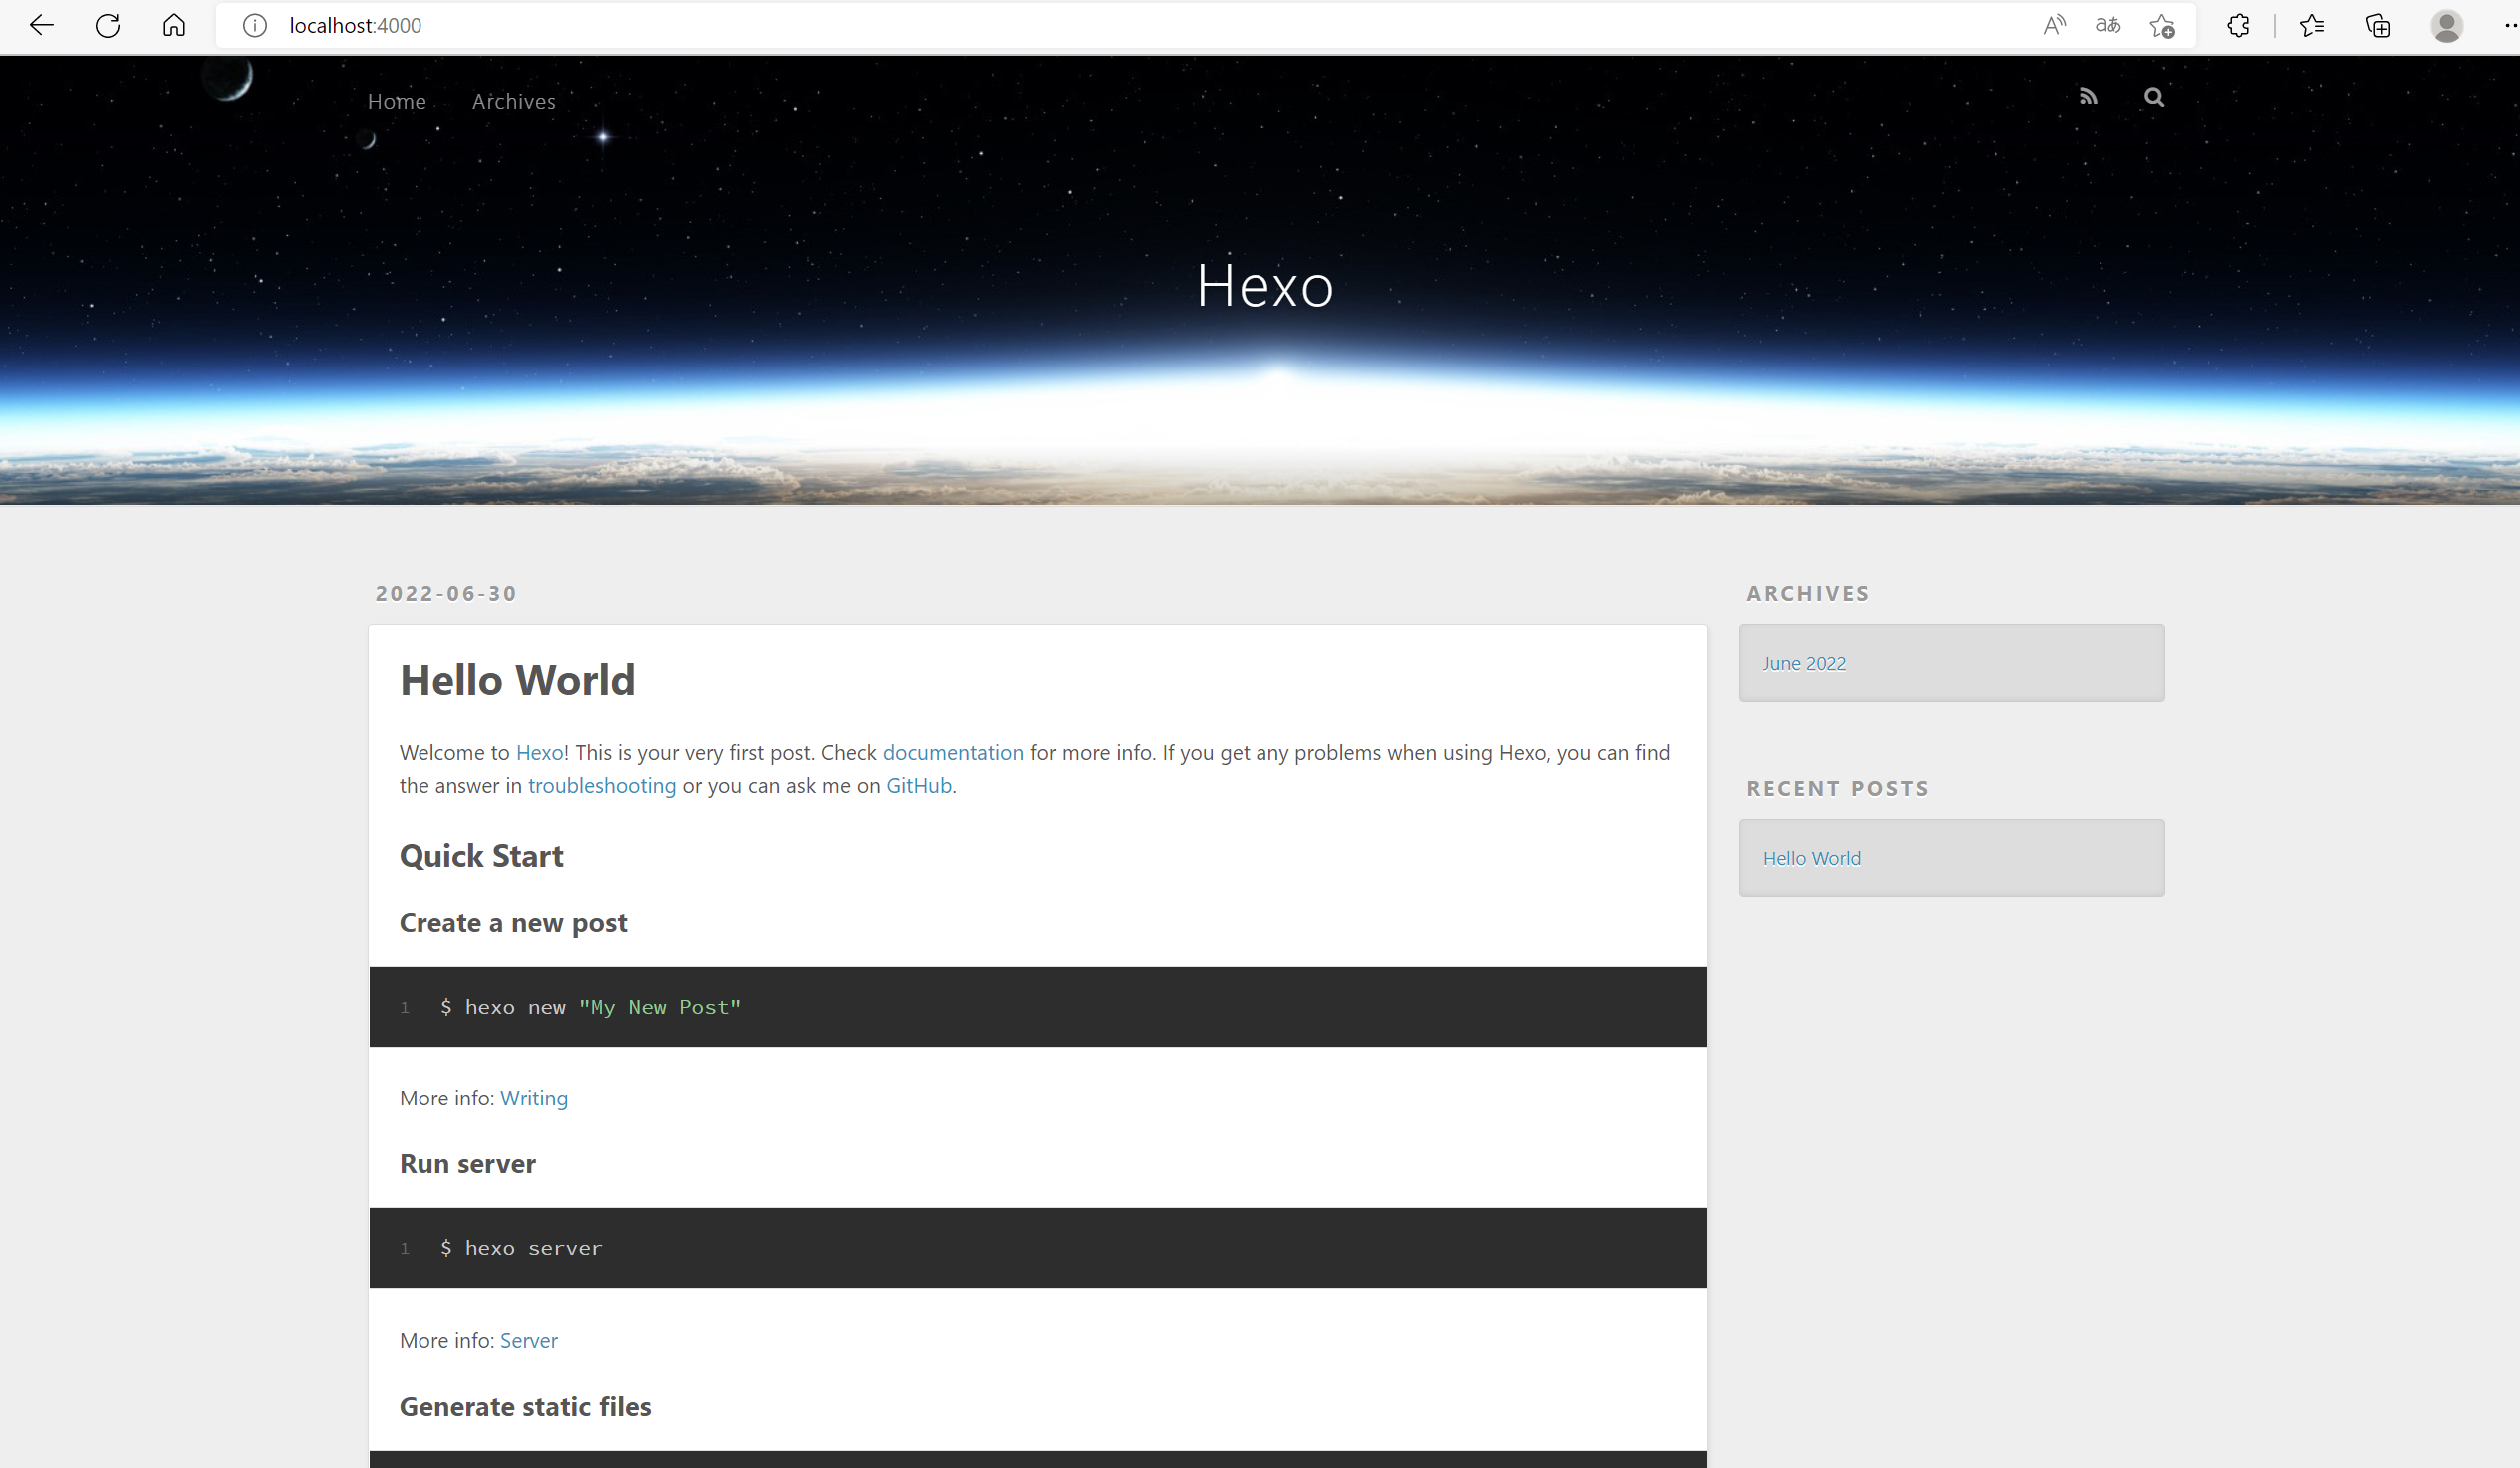 localhost:4000
Home Archives
Hexo
2022-06-30
Hello World
Welcome to Hexo! This is your very first post. Check documentation for more info. If you get any problems when using Hexo, you can find
the answer in troubleshooting or you can ask me on GitHub.
Quick Start
Create a new post
1 $ hexo new "My New Post"
More info: Writing
Run server
1 $ hexo server
More info: Server
Generate static files
ARCHIVES
June 2022
RECENT POSTS
Hello World